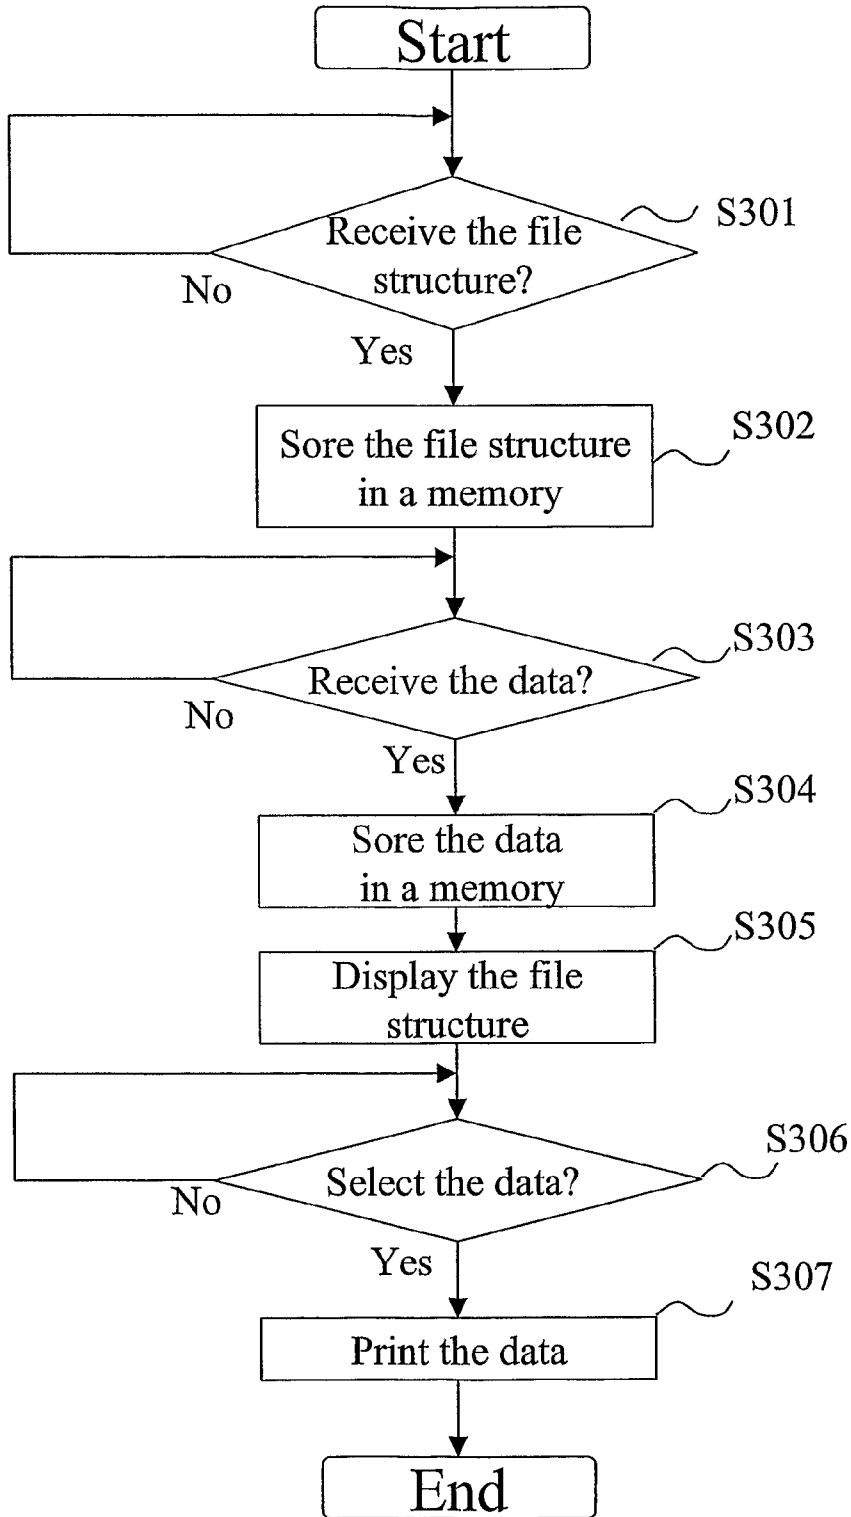 Start
S301
Receive the file
structure?
No
Yes
S302
Sore the file structure
in a memory
S303
Receive the data?
No
Yes
S304
Sore the data
in a memory
S305
Display the file
structure
S306
Select the data?
No
Yes
S307
Print the data
End